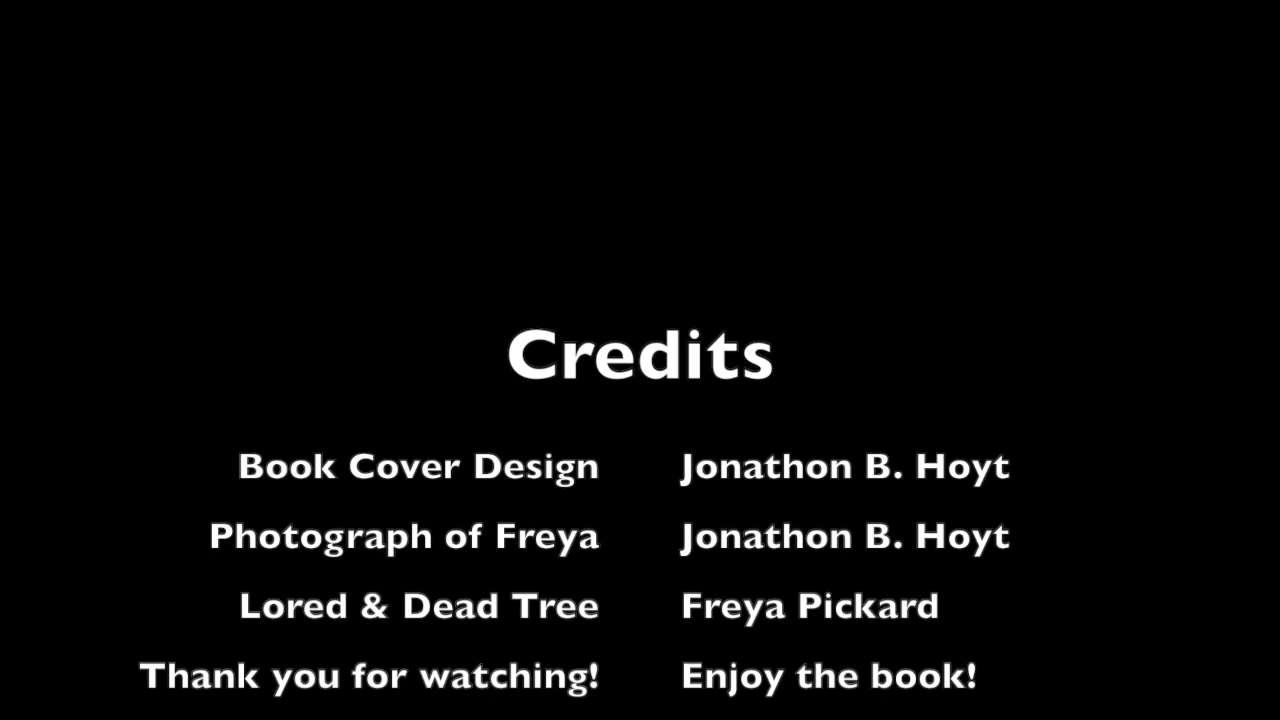 Credits
Book Cover Design Jonathon B. Hoyt
Photograph of Freya Jonathon B. Hoyt
Lored & Dead Tree Freya Pickard
Thank you for watching! Enjoy the book!